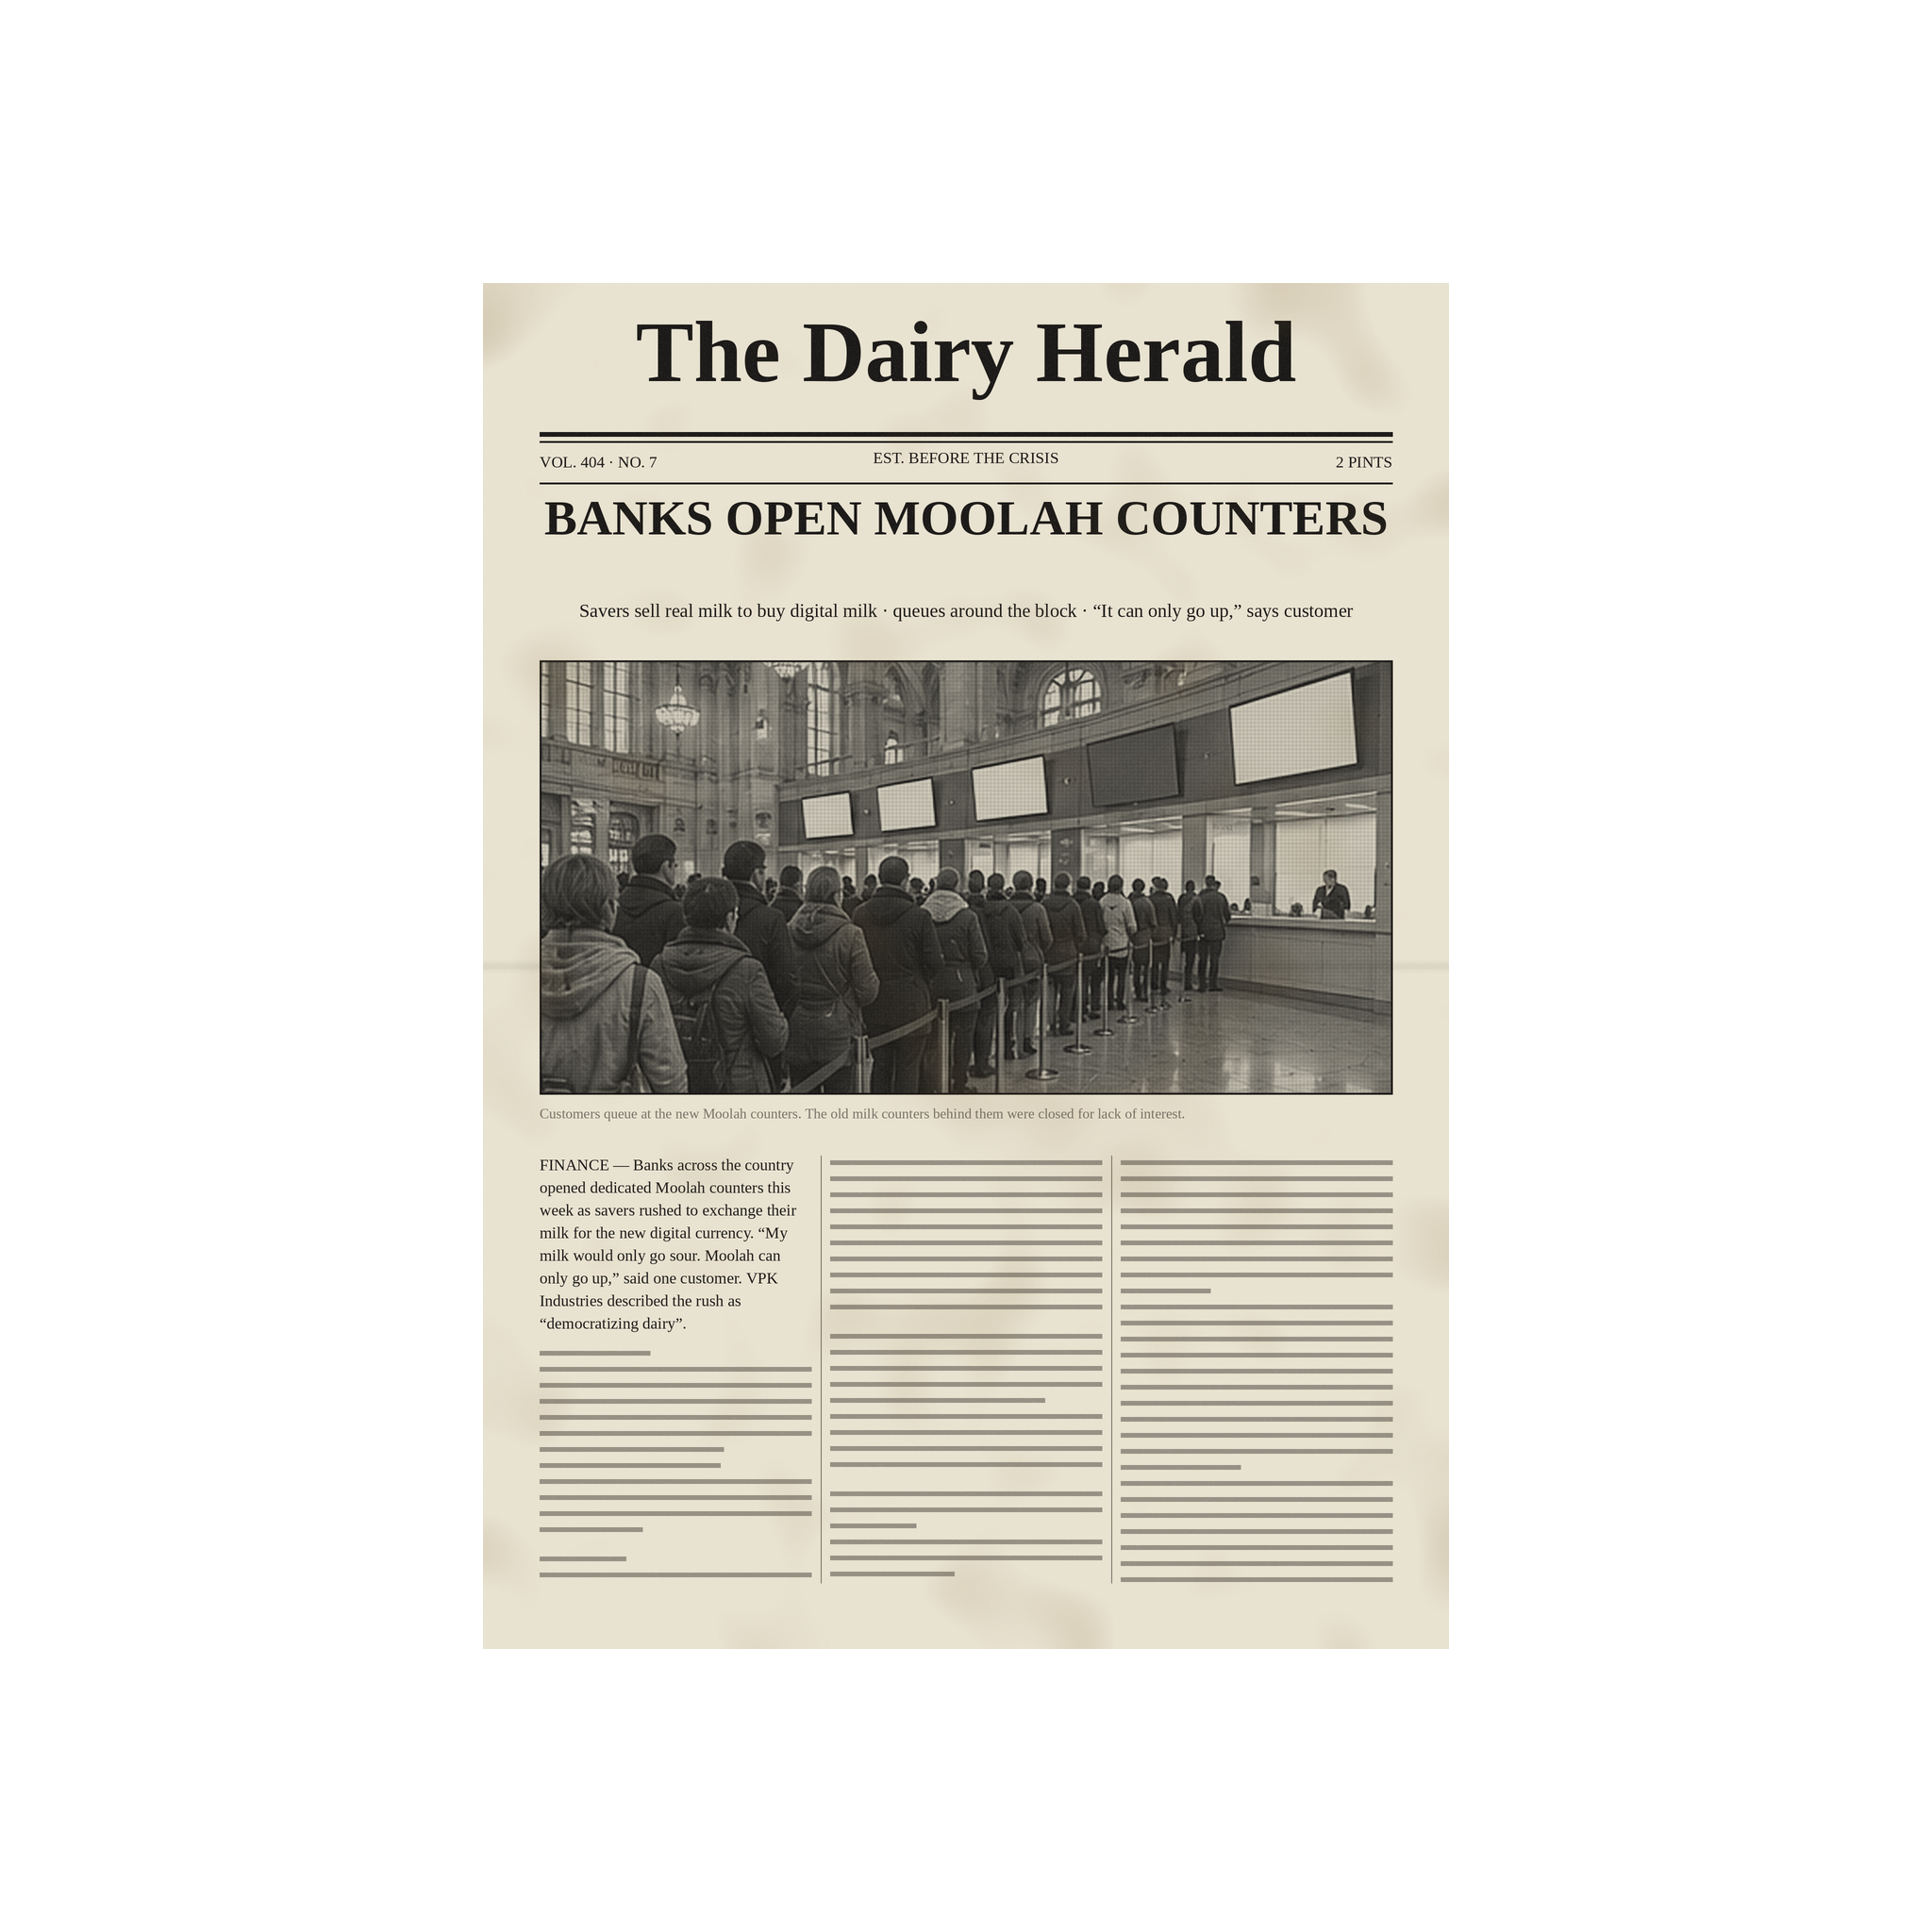 The Dairy Herald
VOL. 404 · NO. 7
EST. BEFORE THE CRISIS
2 PINTS
BANKS OPEN MOOLAH COUNTERS
Savers sell real milk to buy digital milk · queues around the block · “It can only go up,” says customer
Customers queue at the new Moolah counters. The old milk counters behind them were closed for lack of interest.
FINANCE — Banks across the country
opened dedicated Moolah counters this
week as savers rushed to exchange their
milk for the new digital currency. “My
milk would only go sour. Moolah can
only go up,” said one customer. VPK
Industries described the rush as
“democratizing dairy”.